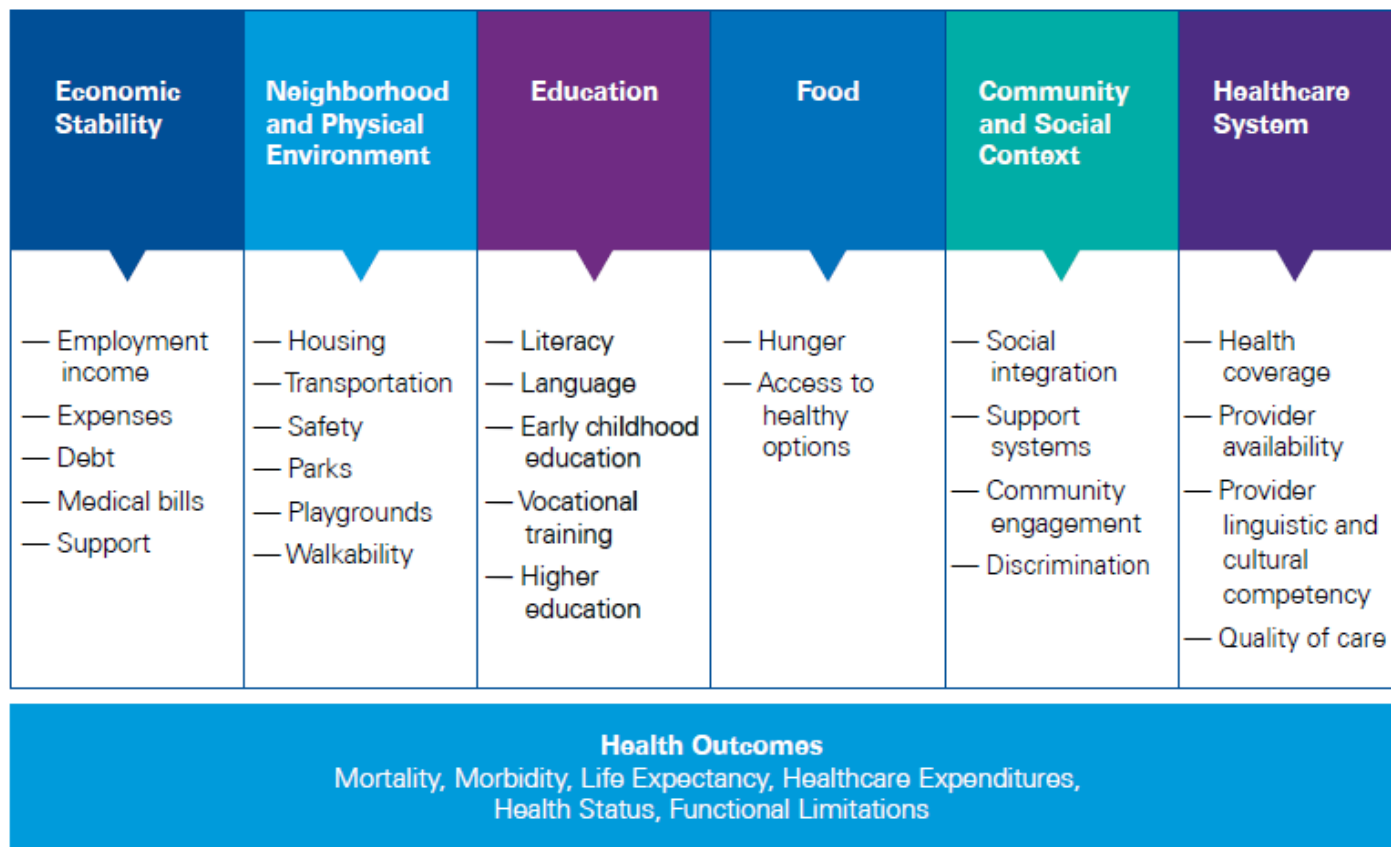 Economic
Stability
Neighborhood
and Physical
Environment
Education
Food
Community
and Social
Context
Healthcare
System
— Employment
income
— Expenses
— Debt
— Medical bills
— Support
— Housing
— Transportation
— Safety
— Parks
— Playgrounds
— Walkability
— Literacy
— Language
— Early childhood
education
— Vocational
training
— Higher
education
— Hunger
— Access to
healthy
options
— Social
integration
— Support
systems
— Community
engagement
— Discrimination
— Health
coverage
— Provider
availability
— Provider
linguistic and
cultural
competency
— Quality of care
Health Outcomes
Mortality, Morbidity, Life Expectancy, Healthcare Expenditures,
Health Status, Functional Limitations